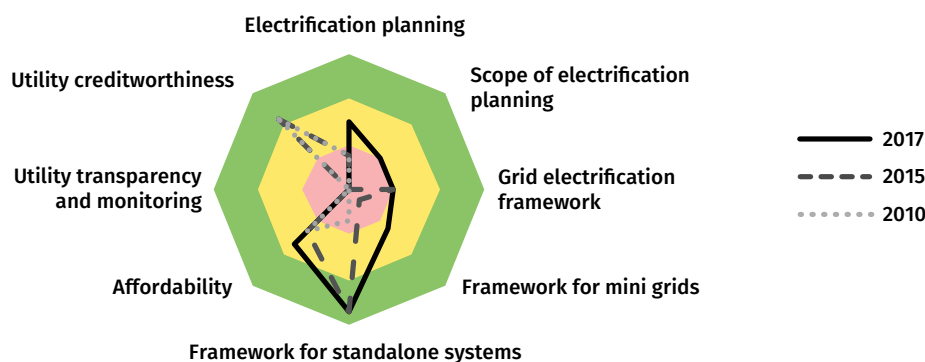 Electrification planning
Utility creditworthiness
Scope of electrification
planning
Utility transparency
and monitoring
Grid electrification
framework
Affordability
Framework for mini grids
Framework for standalone systems
2017
2015
2010